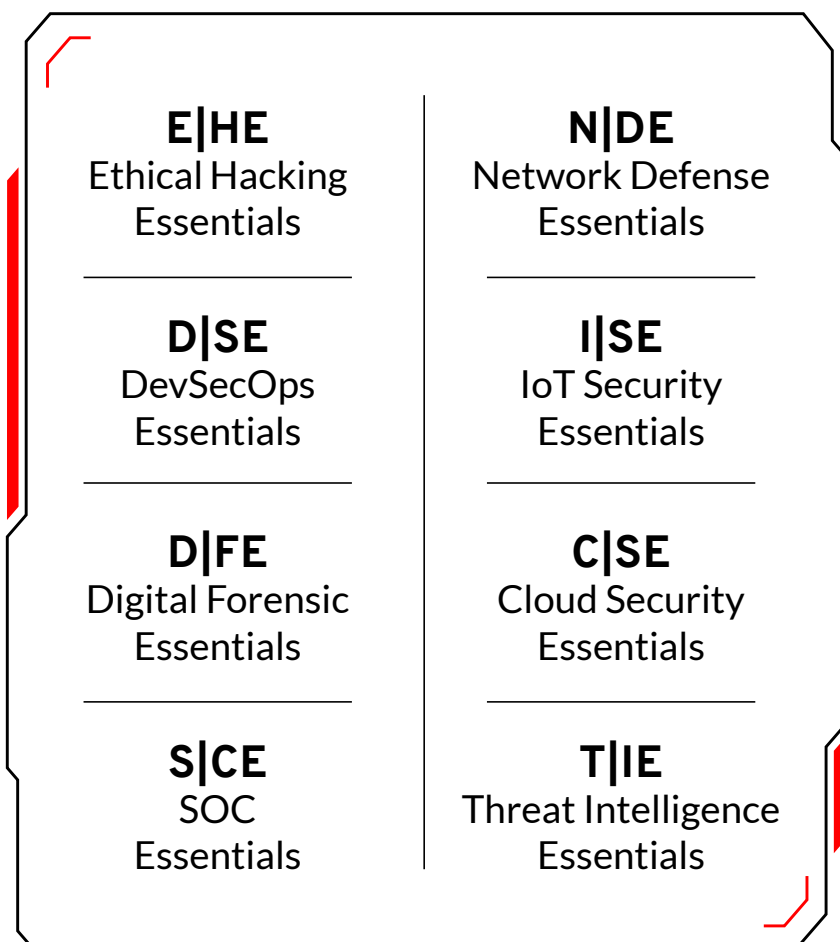 E|HE
Ethical Hacking
Essentials
N|DE
Network Defense
Essentials
D|SE
DevSecOps
Essentials
I|SE
IoT Security
Essentials
D|FE
Digital Forensic
Essentials
C|SE
Cloud Security
Essentials
S|CE
SOC
Essentials
T|IE
Threat Intelligence
Essentials